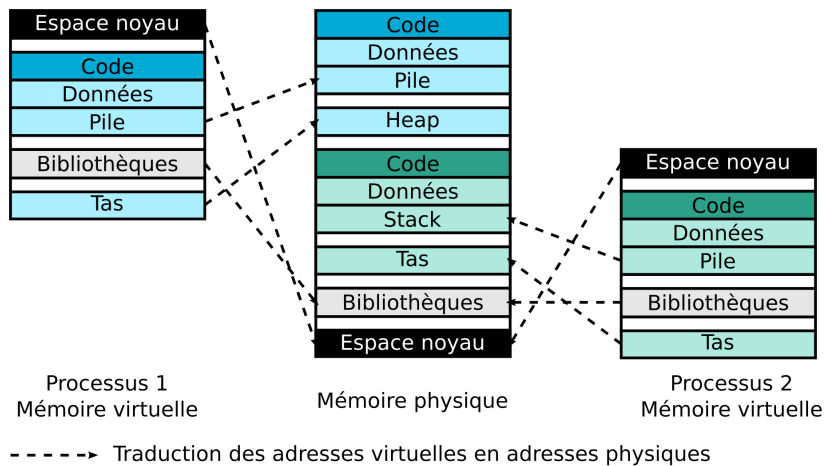 Espace noyau
Code
Données
Pile
Bibliothèques
Tas
Processus 1
Mémoire virtuelle
Code
Données
Pile
Heap
Code
Données
Stack
Tas
Bibliothèques
Espace noyau
Mémoire physique
Espace noyau
Code
Données
Pile
Bibliothèques
Tas
Processus 2
Mémoire virtuelle
Traduction des adresses virtuelles en adresses physiques